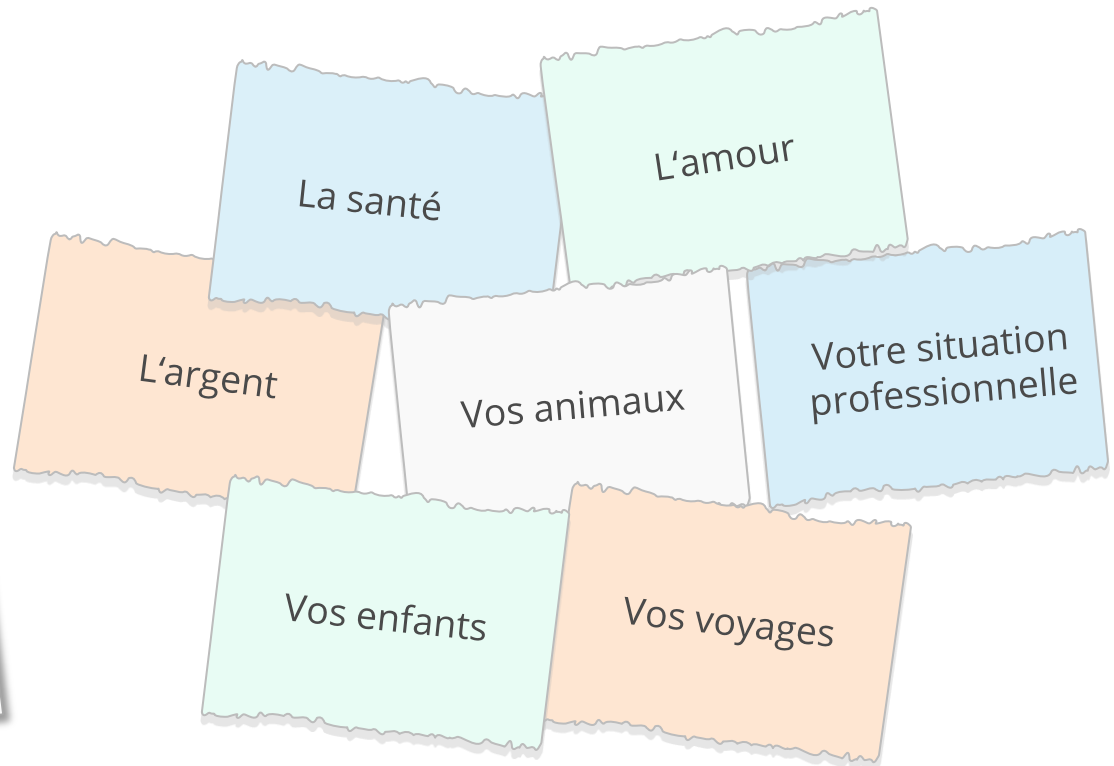 L‘amour
La santé
L‘argent
Vos animaux
Votre situation
professionnelle
Vos enfants
Vos voyages